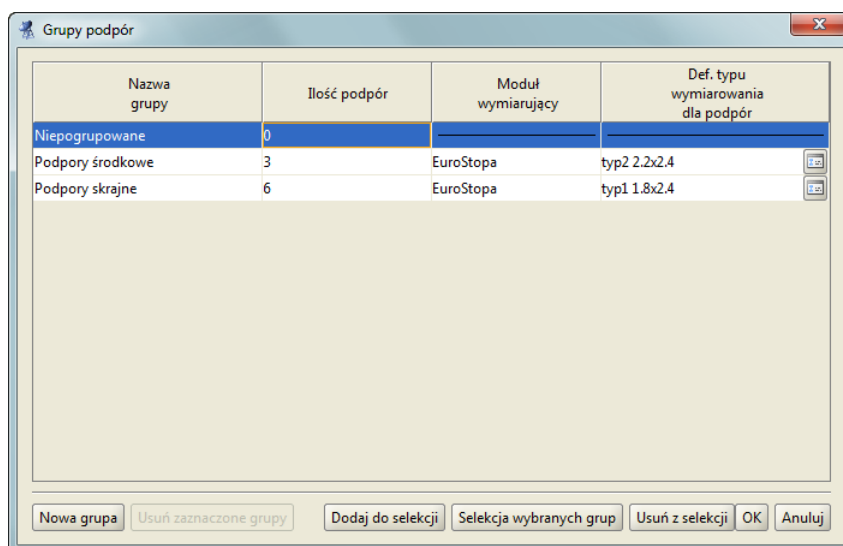 Grupy podpór
Nazwa
grupy
Ilość podpór
Moduł
wymiarujący
Def. typu
wymiarowania
dla podpór
Niepogrupowane 0
Podpory środkowe 3 EuroStopa typ2 2.2x2.4
Podpory skrajne 6 EuroStopa typ1 1.8x2.4
Nowa grupa Usuń zaznaczone grupy Dodaj do selekcji Selekcja wybranych grup Usuń z selekcji OK Anuluj